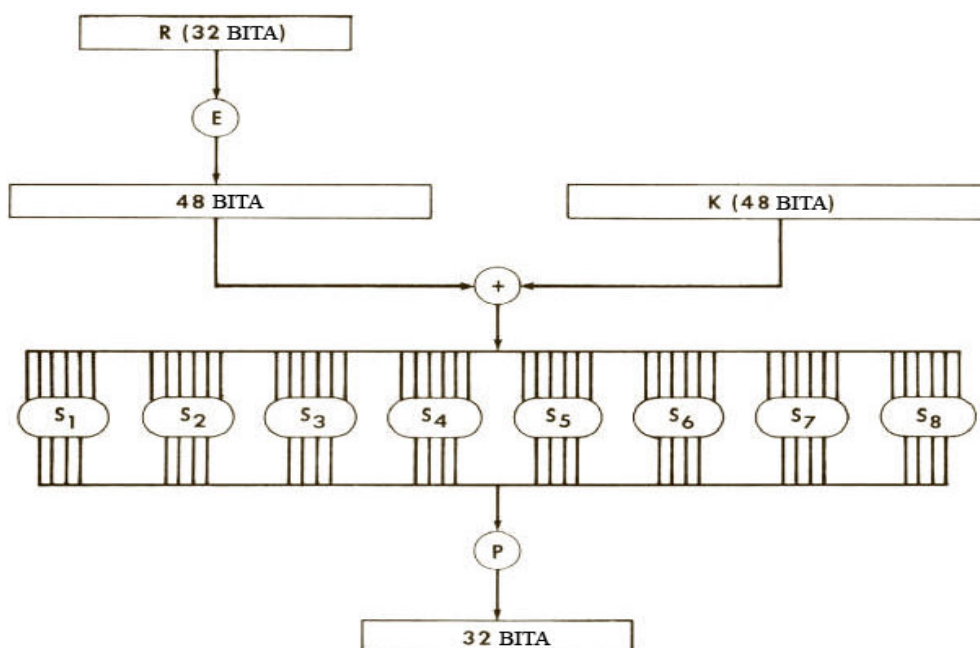 R (32 BITA)
E
48 BITA
K (48 BITA)
+
S1 S2 S3 S4 S5 S6 S7 S8
P
32 BITA